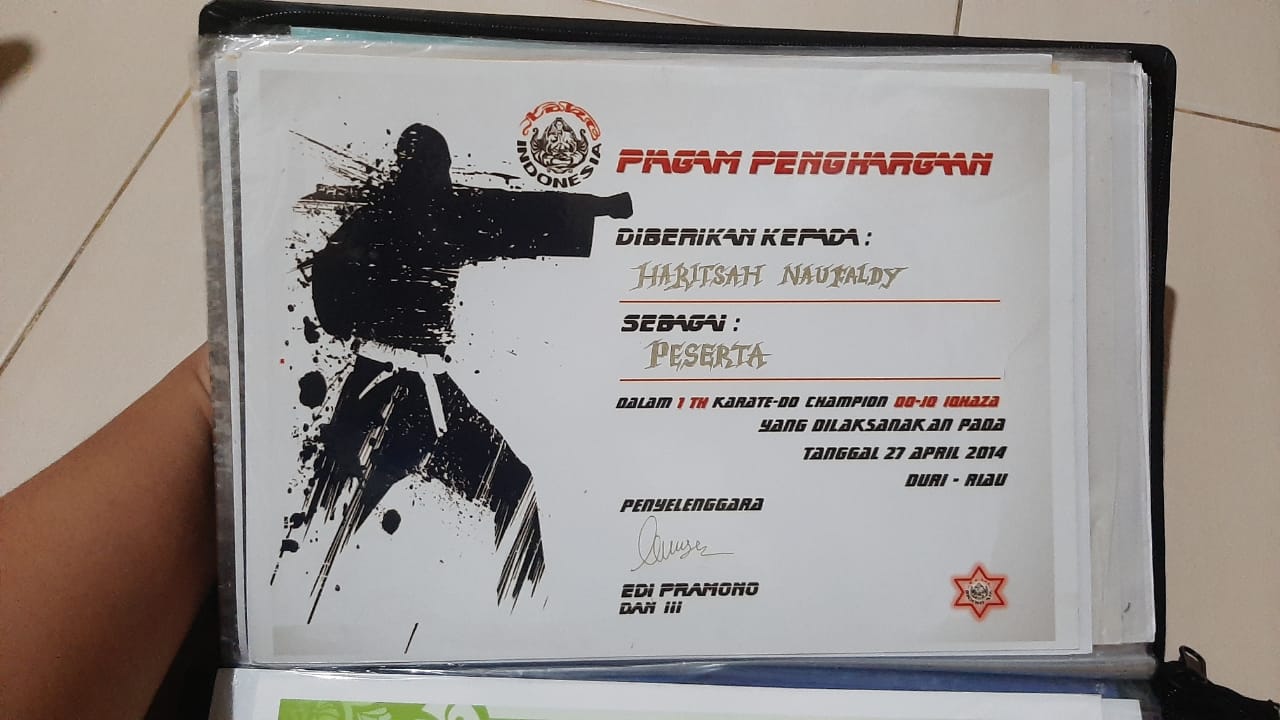 INDONESIA
PIAGAM PENGHARGAAN
DIBERIKAN KEPADA :
HARITSAH NAUFALDY
SEBAGAI :
PESERTA
DALAM 1 TH KARATE-DO CHAMPION DO-JO IQHAZA
YANG DILAKSANAKAN PADA
TANGGAL 27 APRIL 2014
DURI - RIAU
PENYELENGGARA
EDI PRAMONO
DAN III